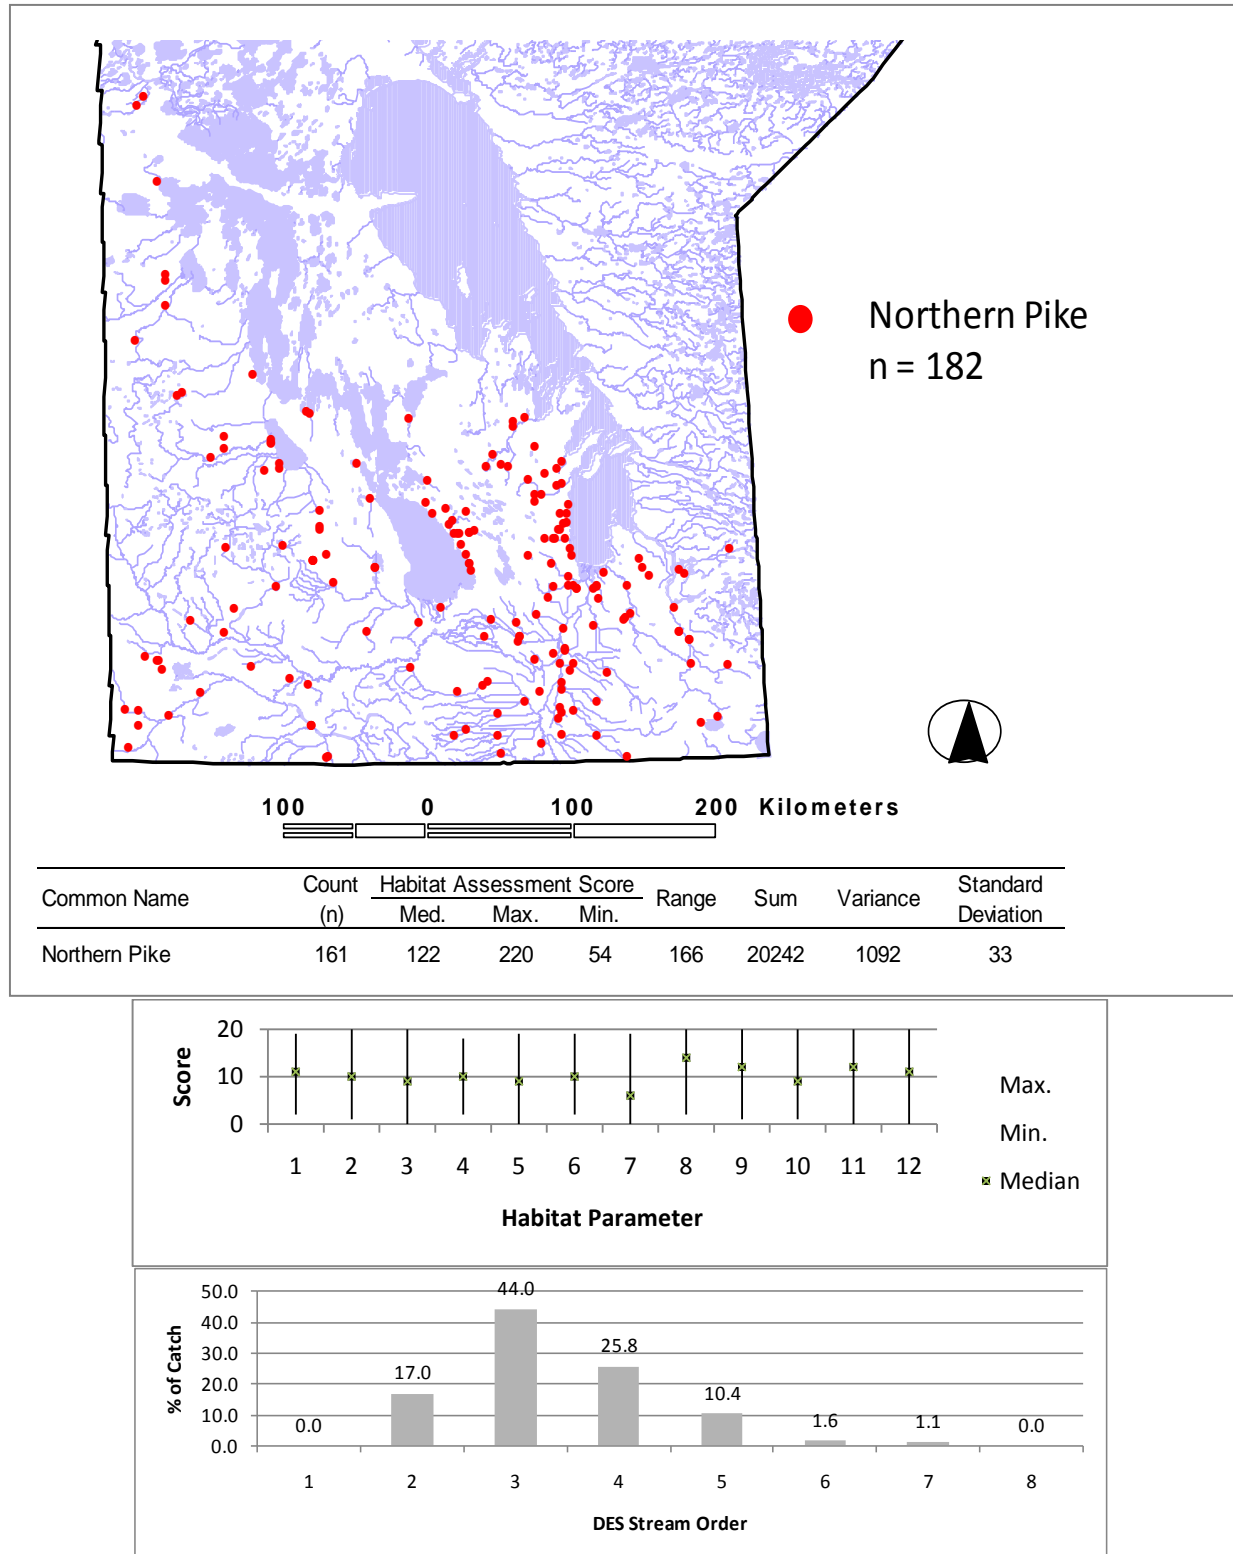 Northern Pike
n = 182
100 0 100 200 Kilometers
Common Name Count (n) Habitat Assessment Score Range Sum Variance Standard Deviation
Med. Max. Min.
Northern Pike 161 122 220 54 166 20242 1092 33
20
10
0
Score
1 2 3 4 5 6 7 8 9 10 11 12
Habitat Parameter
Max.
Min.
Median
50.0
40.0
30.0
20.0
10.0
0.0
% of Catch
0.0 17.0 44.0 25.8 10.4 1.6 1.1 0.0
1 2 3 4 5 6 7 8
DES Stream Order